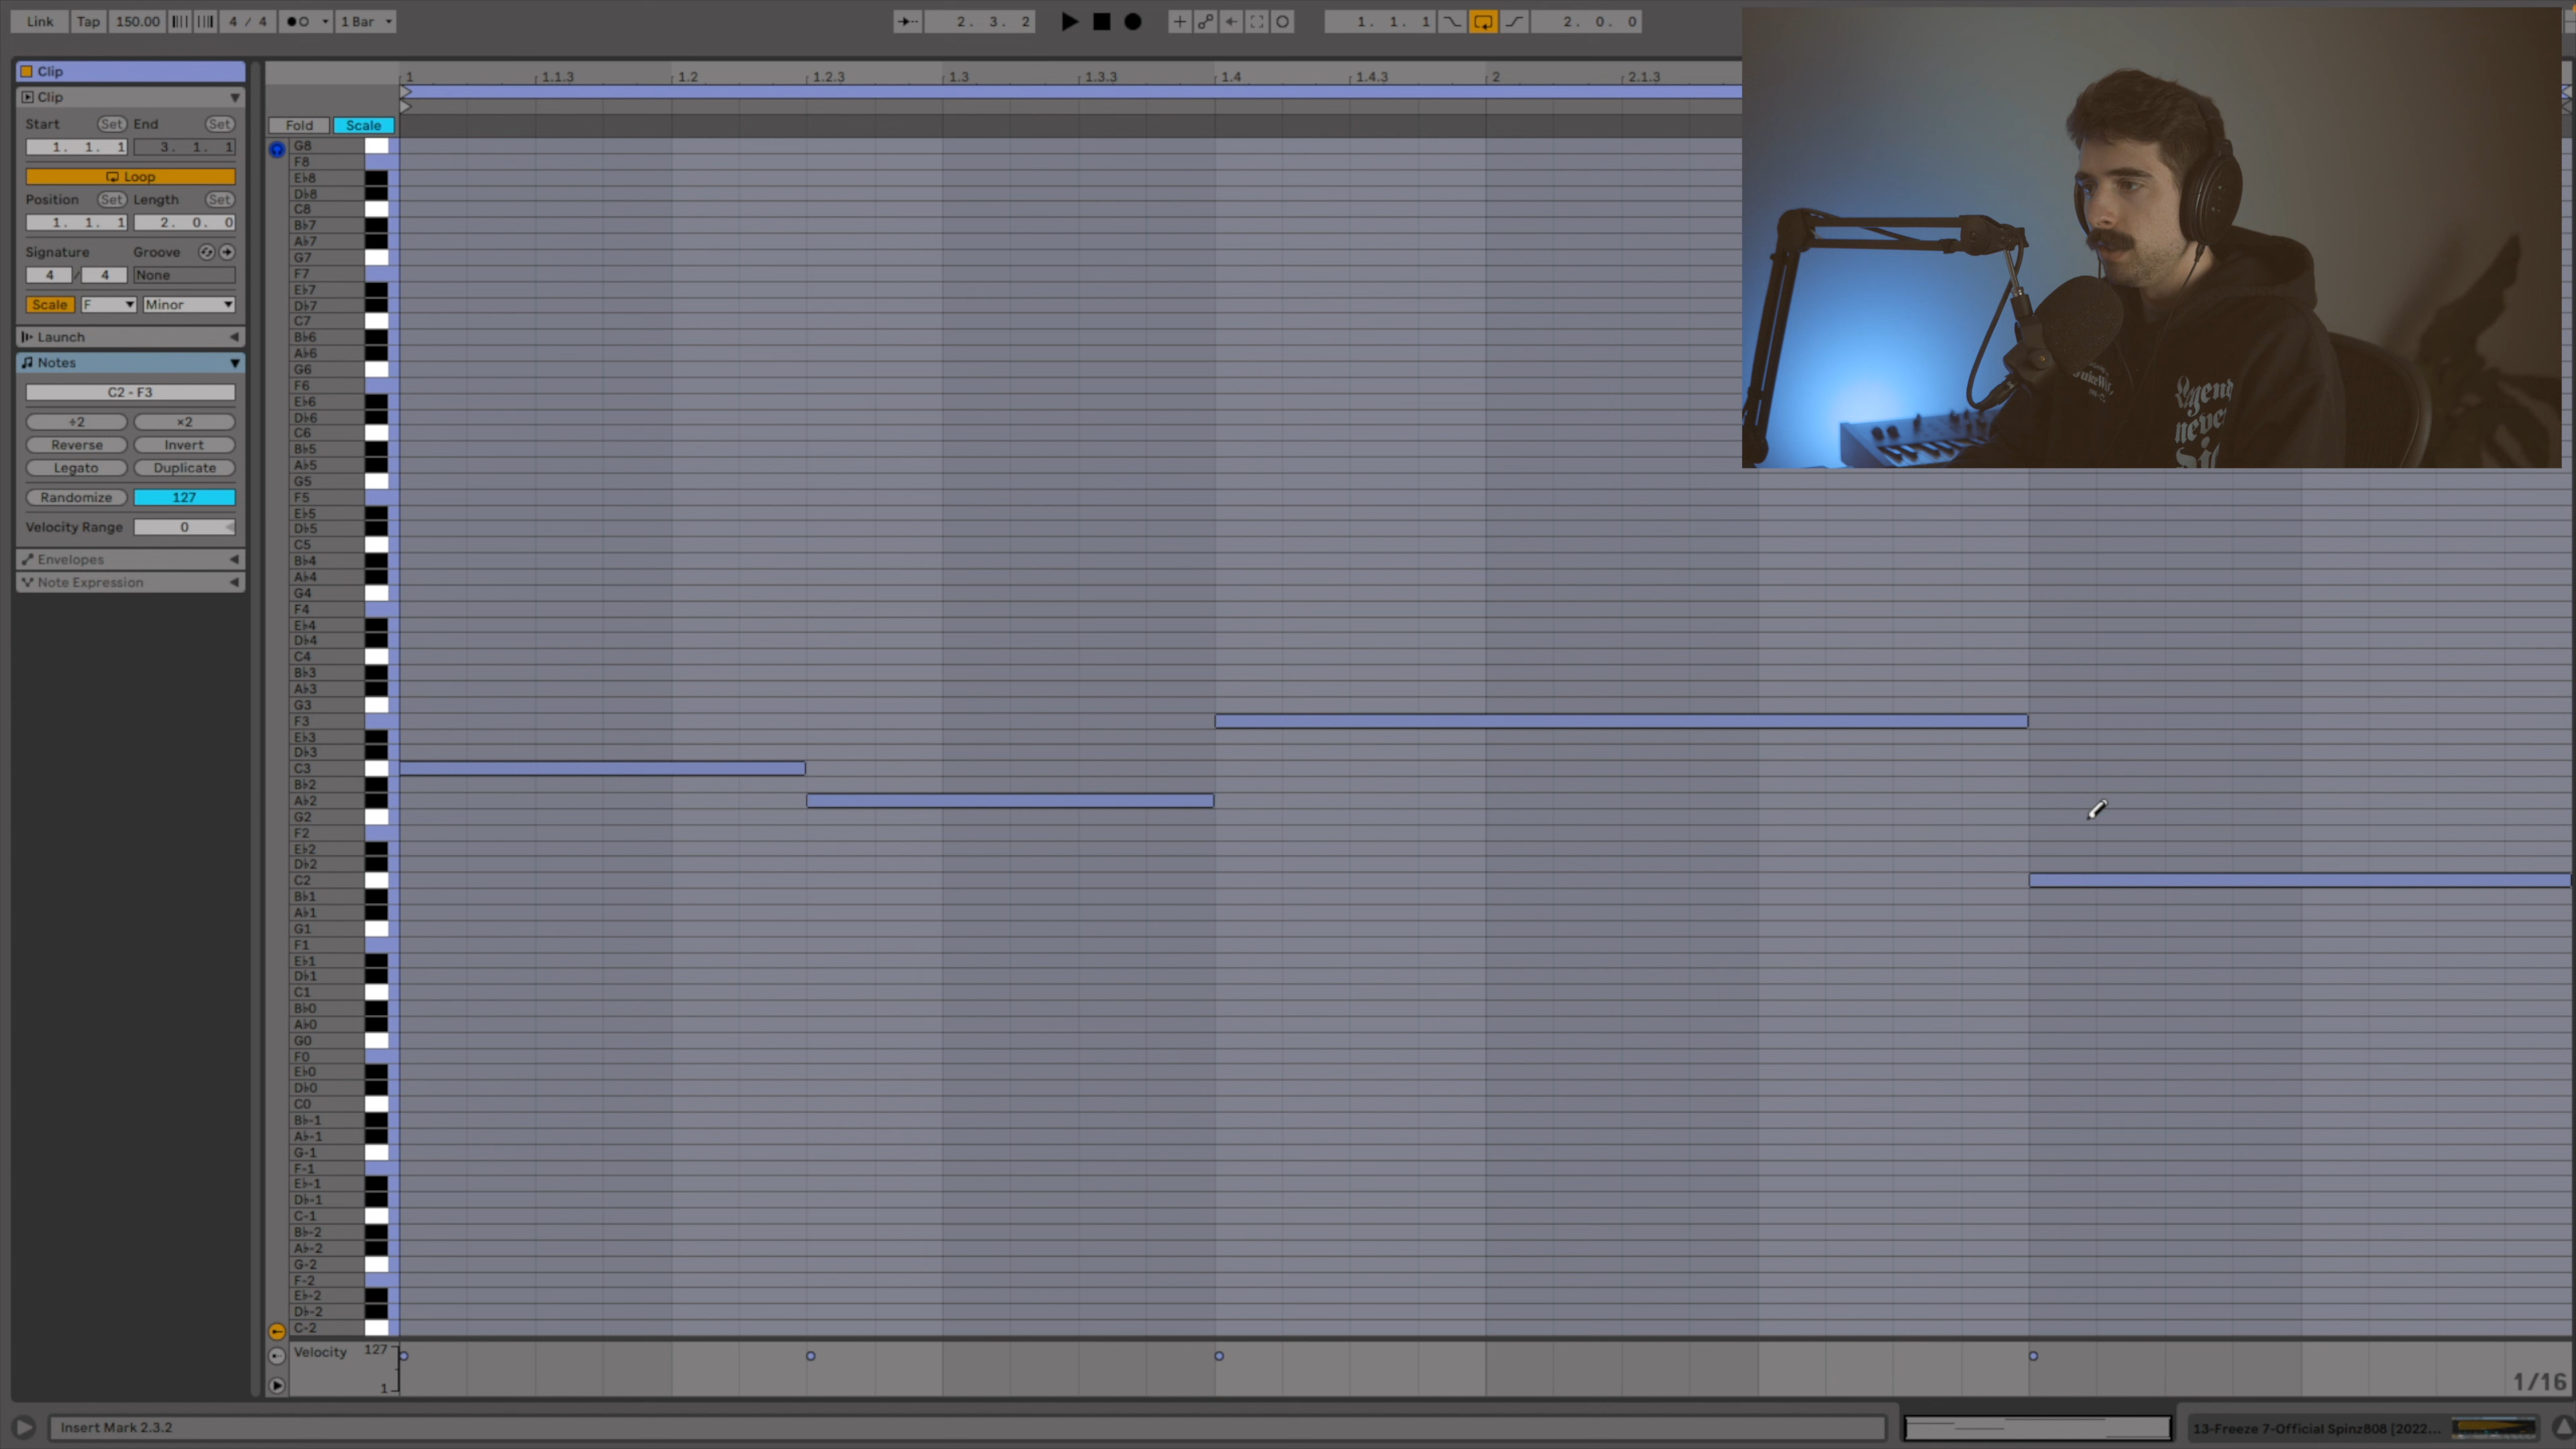 Link Tap 150.00 4 / 4 1 Bar 2. 3. 2 1. 1. 1 2. 0. 0
Clip
Clip
Start Set End Set
1. 1. 1 3. 1. 1
Loop
Position Set Length Set
1. 1. 1 2. 0. 0
Signature Groove
4 / 4 None
Scale F Minor
Launch
Notes
C2 - F3
÷2 ×2
Reverse Invert
Legato Duplicate
Randomize 127
Velocity Range 0
Envelopes
Note Expression
1 1.1.3 1.2 1.2.3 1.3 1.3.3 1.4 1.4.3 2 2.1.3
Fold Scale
G8
F8
E♭8
D♭8
C8
B♭7
A♭7
G7
F7
E♭7
D♭7
C7
B♭6
A♭6
G6
F6
E♭6
D♭6
C6
B♭5
A♭5
G5
F5
E♭5
D♭5
C5
B♭4
A♭4
G4
F4
E♭4
D♭4
C4
B♭3
A♭3
G3
F3
E♭3
D♭3
C3
B♭2
A♭2
G2
F2
E♭2
D♭2
C2
B♭1
A♭1
G1
F1
E♭1
D♭1
C1
B♭0
A♭0
G0
F0
E♭0
D♭0
C0
B♭-1
A♭-1
G-1
F-1
E♭-1
D♭-1
C-1
B♭-2
A♭-2
G-2
F-2
E♭-2
D♭-2
C-2
Velocity 127
1
1/16
Insert Mark 2.3.2
13-Freeze 7-Official Spinz808 [2022...